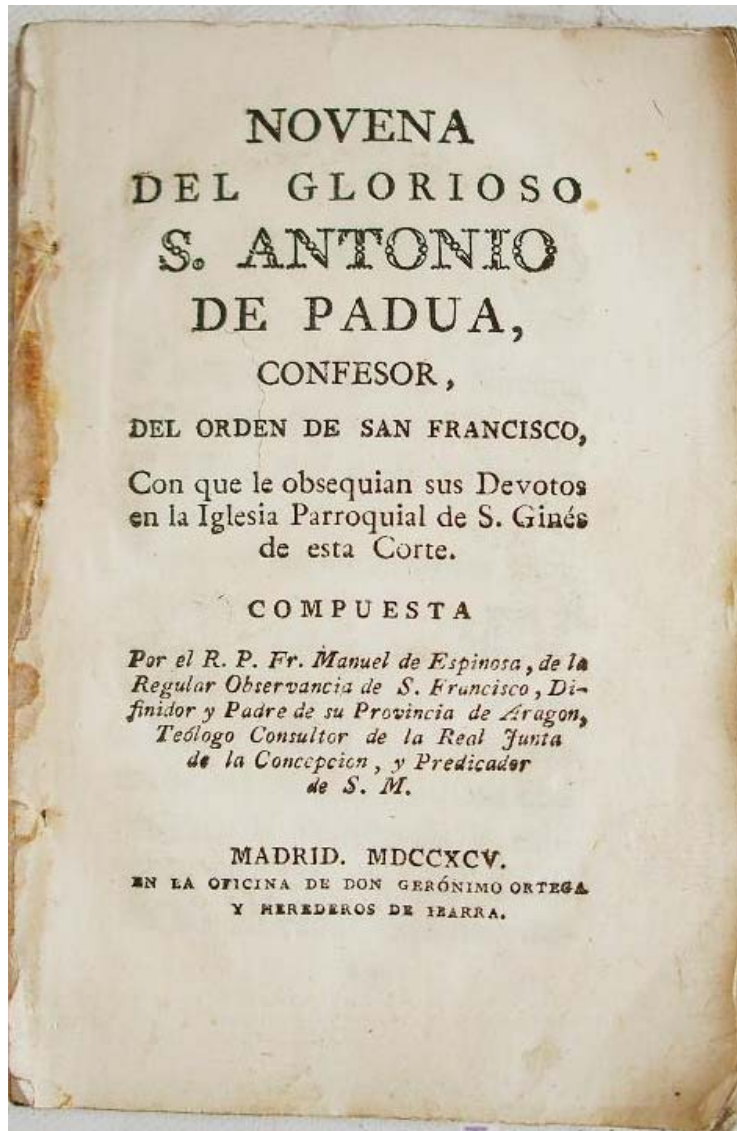 NOVENA
DEL GLORIOSO
S. ANTONIO
DE PADUA,
CONFESOR,
DEL ORDEN DE SAN FRANCISCO,
Con que le obsequian sus Devotos
en la Iglesia Parroquial de S. Ginés
de esta Corte.
COMPUESTA
Por el R. P. Fr. Manuel de Espinosa, de la
Regular Observancia de S. Francisco, Di-
finidor y Padre de su Provincia de Aragon,
Teólogo Consultor de la Real Junta
de la Concepcion, y Predicador
de S. M.
MADRID. MDCCXCV.
EN LA OFICINA DE DON GERÓNIMO ORTEGA
Y HEREDEROS DE IBARRA.